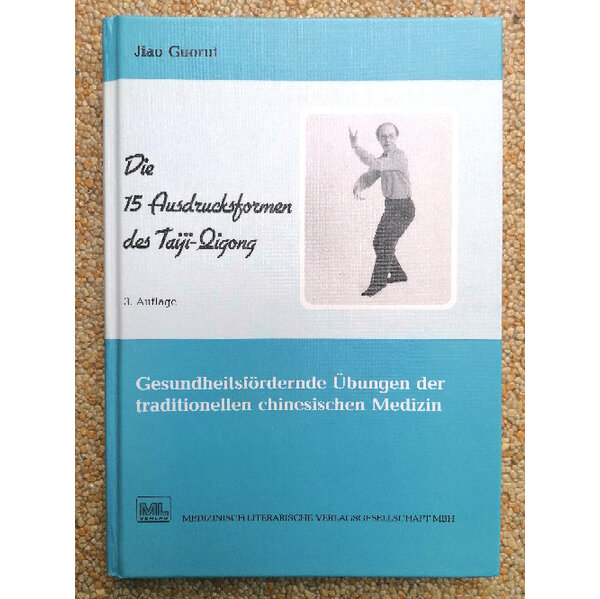 Jiao Guorui
Die
15 Ausdrucksformen
des Taiji-Qigong
3. Auflage
Gesundheitsfördernde Übungen der
traditionellen chinesischen Medizin
ML
VERLAG
MEDIZINISCH LITERARISCHE VERLAGSGESELLSCHAFT MBH